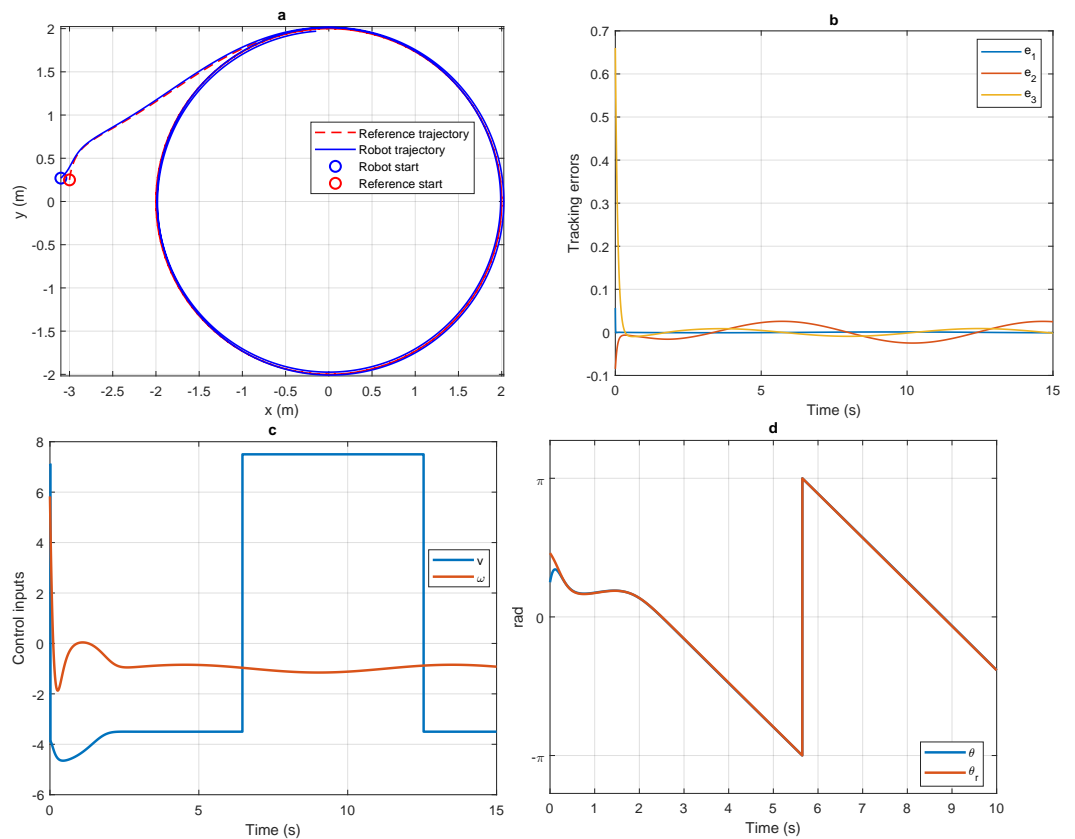 a
2
1.5
1
0.5
0
-0.5
-1
-1.5
-2
y (m)
-3 -2.5 -2 -1.5 -1 -0.5 0 0.5 1 1.5 2
x (m)
Reference trajectory
Robot trajectory
Robot start
Reference start
b
0.7
0.6
0.5
0.4
0.3
0.2
0.1
0
-0.1
Tracking errors
0 5 10 15
Time (s)
e1
e2
e3
c
8
6
4
2
0
-2
-4
-6
Control inputs
0 5 10 15
Time (s)
v
ω
d
π
0
-π
rad
0 1 2 3 4 5 6 7 8 9 10
Time (s)
θ
θr